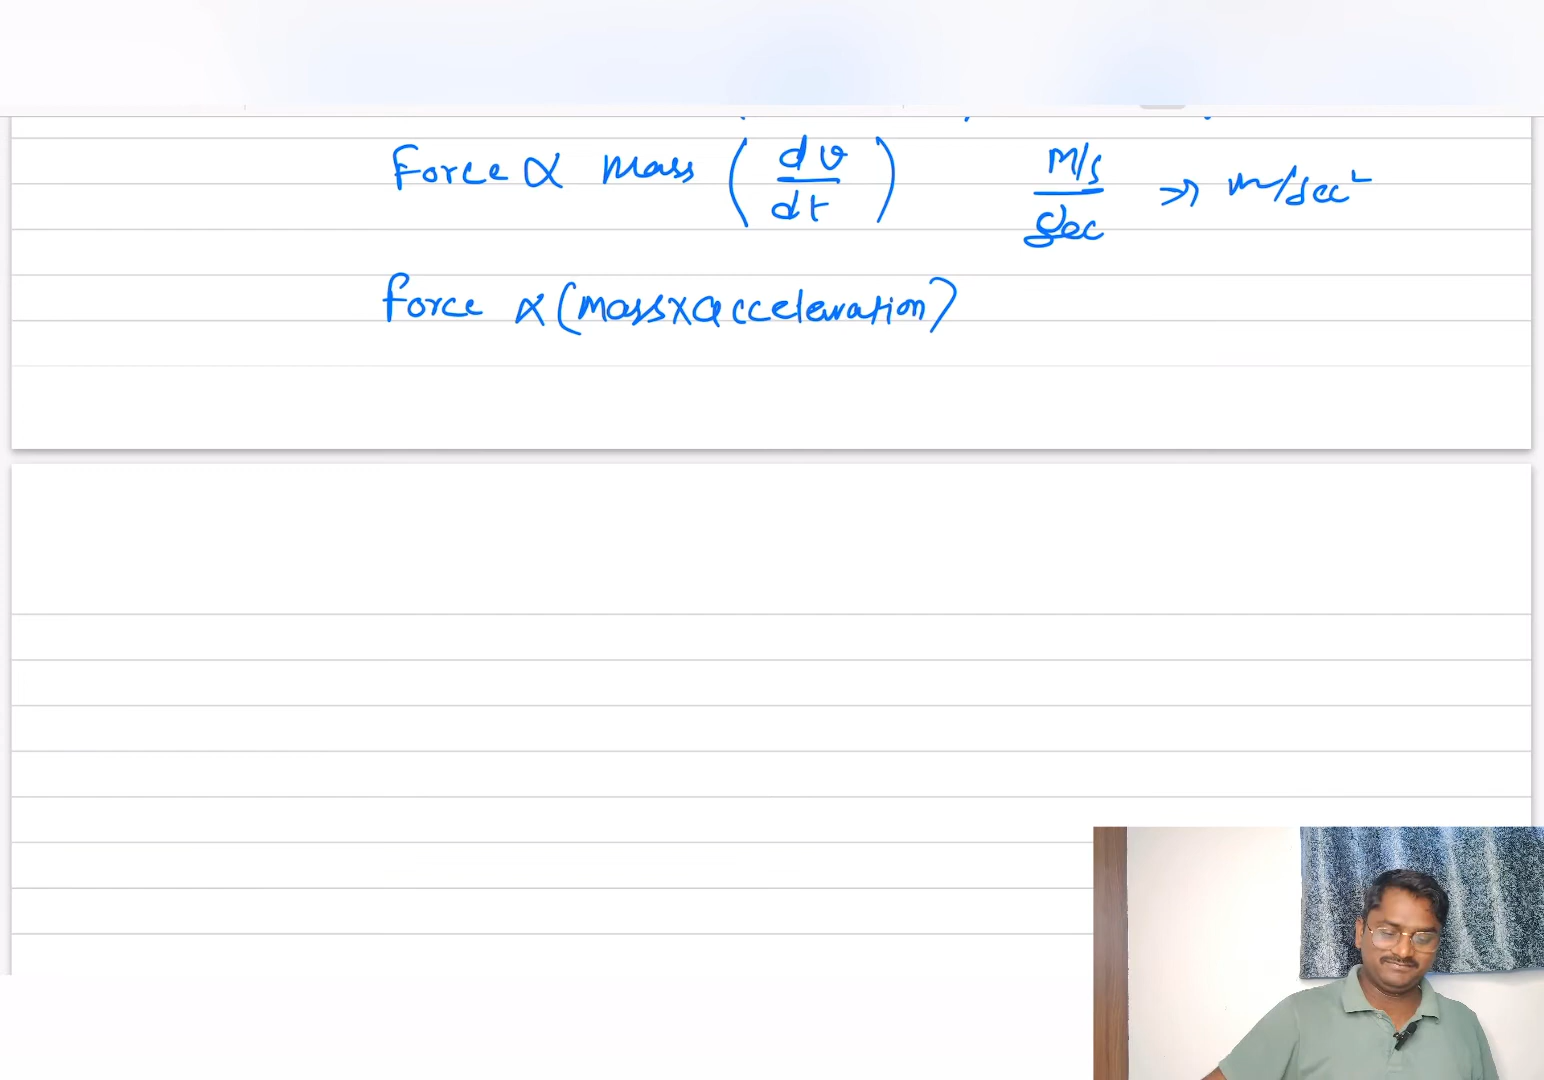 Force ∝ Mass ( dv / dt ) M/s / Sec ⇒ m/sec²
force ∝ (mass×acceleration)